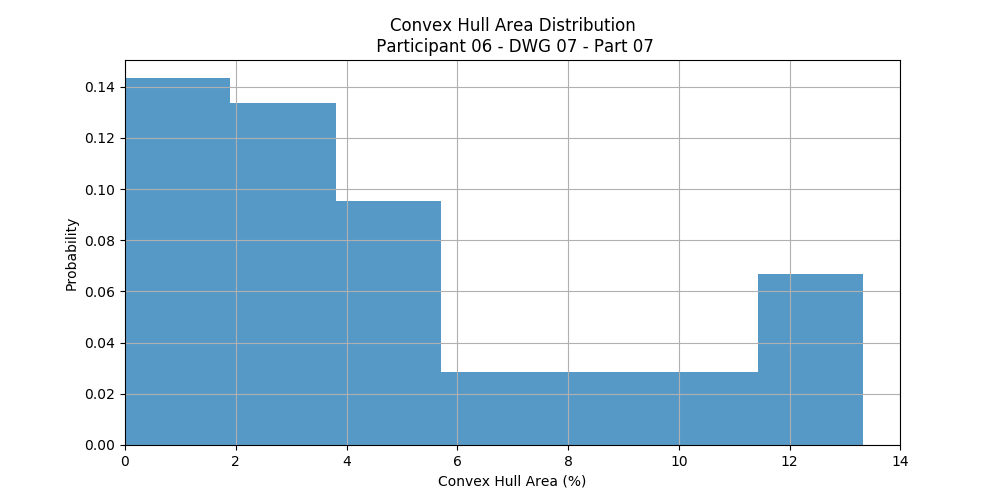 Convex Hull Area Distribution
Participant 06 - DWG 07 - Part 07
0.14
0.12
0.10
0.08
0.06
0.04
0.02
0.00
Probability
0 2 4 6 8 10 12 14
Convex Hull Area (%)